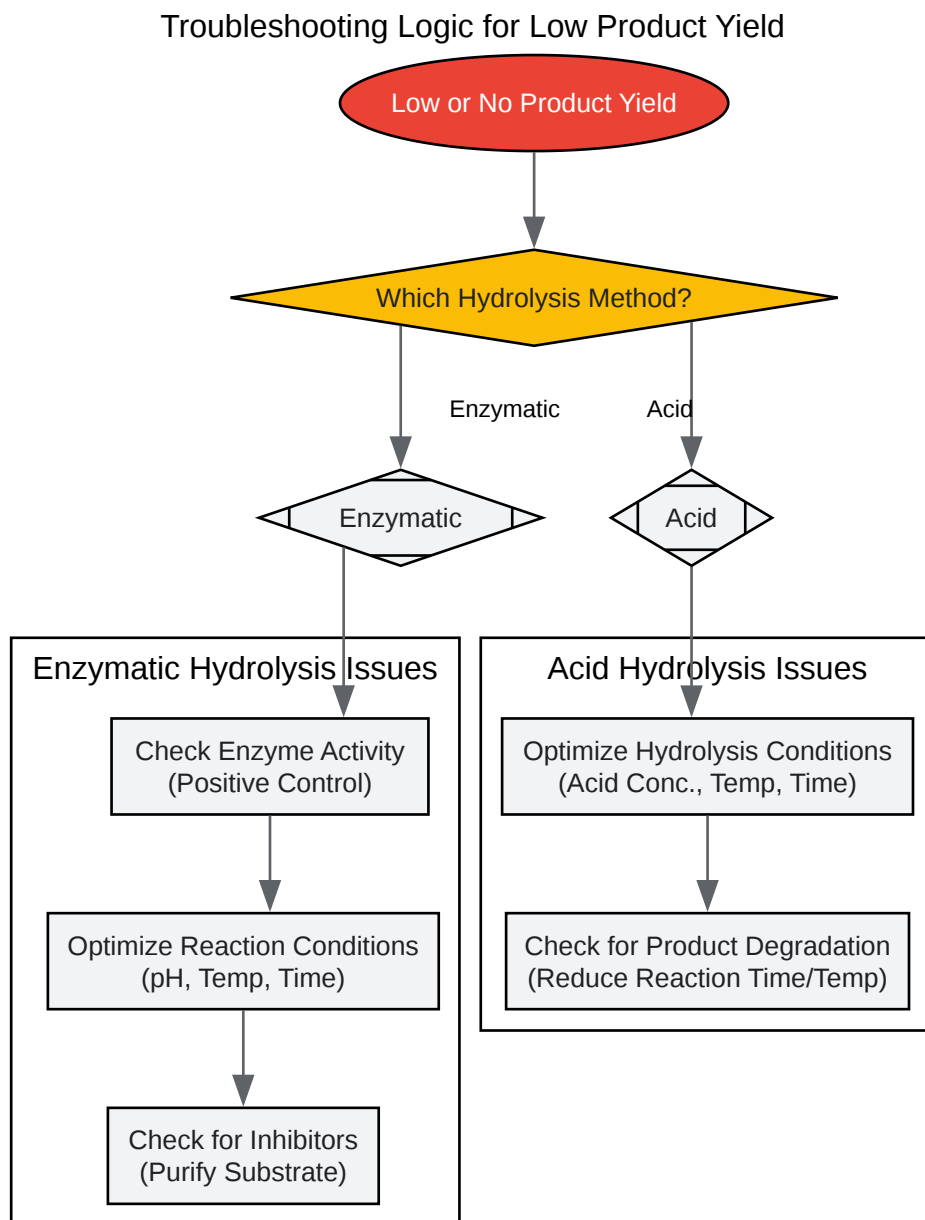 Troubleshooting Logic for Low Product Yield
Low or No Product Yield
Which Hydrolysis Method?
Enzymatic
Acid
Enzymatic
Acid
Enzymatic Hydrolysis Issues
Check Enzyme Activity
(Positive Control)
Optimize Reaction Conditions
(pH, Temp, Time)
Check for Inhibitors
(Purify Substrate)
Acid Hydrolysis Issues
Optimize Hydrolysis Conditions
(Acid Conc., Temp, Time)
Check for Product Degradation
(Reduce Reaction Time/Temp)